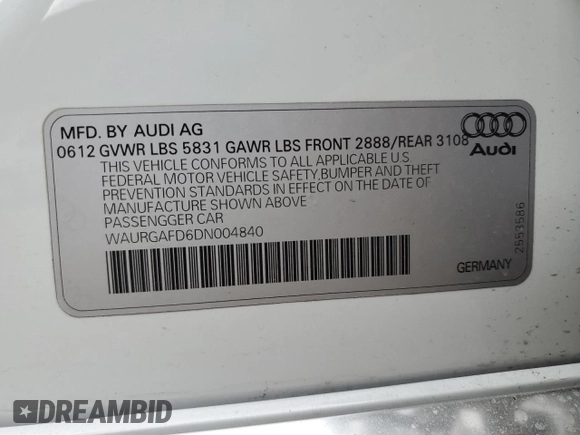 MFD. BY AUDI AG
0612 GVWR LBS 5831 GAWR LBS FRONT 2888/REAR 3108
THIS VEHICLE CONFORMS TO ALL APPLICABLE U.S
FEDERAL MOTOR VEHICLE SAFETY,BUMPER AND THEFT
PREVENTION STANDARDS IN EFFECT ON THE DATE OF
MANUFACTURE SHOWN ABOVE
PASSENGGER CAR
WAURGAFD6DN004840
Audi
2553586
GERMANY
DREAMBID